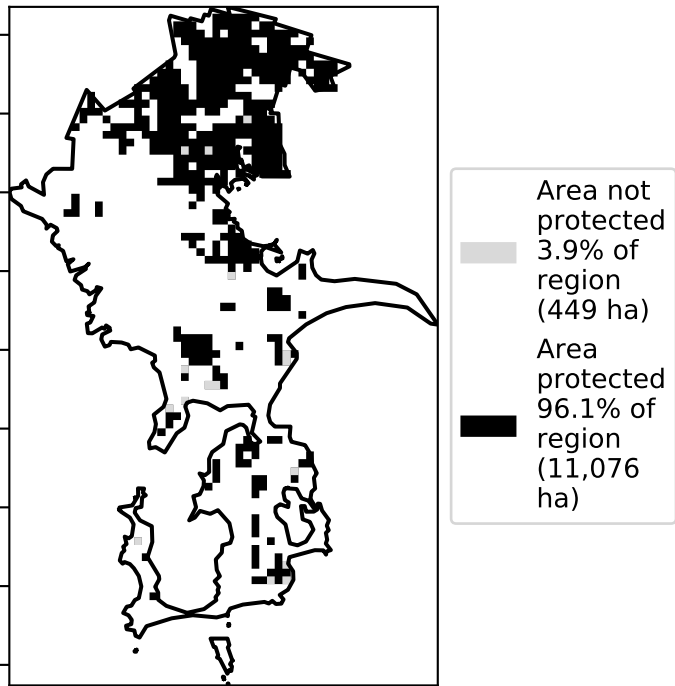 Area not
protected
3.9% of
region
(449 ha)
Area
protected
96.1% of
region
(11,076
ha)